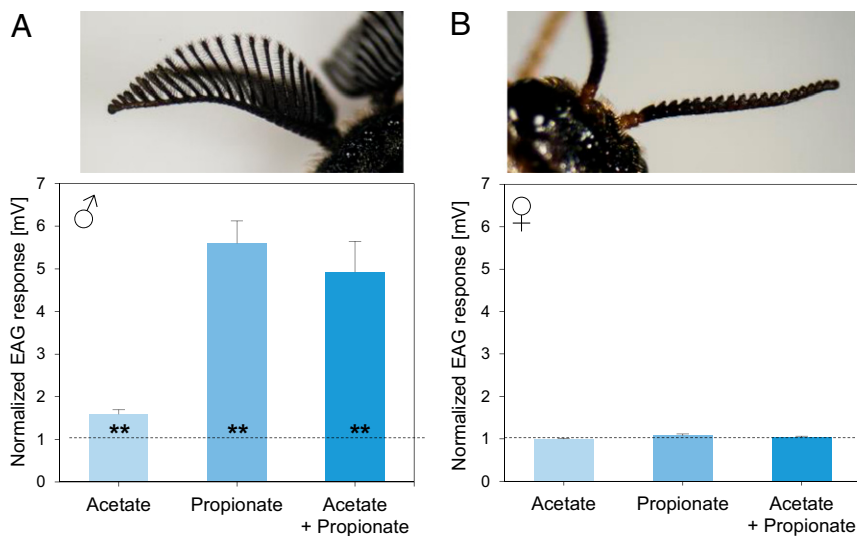 A
Normalized EAG response [mV]
7
6
5
4
3
2
1
0
♂
**
**
**
Acetate
Propionate
Acetate
+ Propionate
B
Normalized EAG response [mV]
7
6
5
4
3
2
1
0
♀
Acetate
Propionate
Acetate
+ Propionate